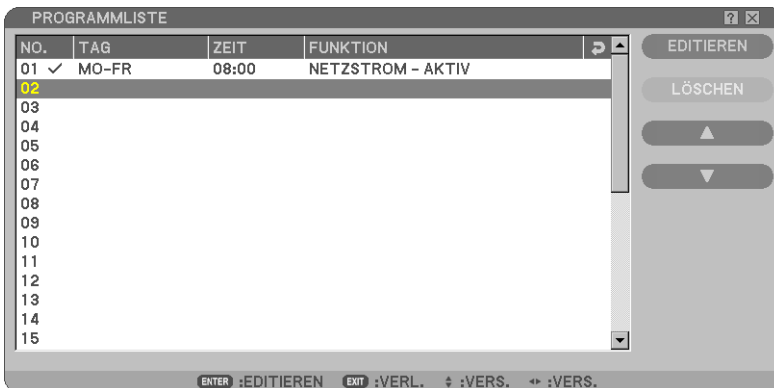 PROGRAMMLISTE
NO. TAG ZEIT FUNKTION
01 ✓ MO–FR 08:00 NETZSTROM – AKTIV
02
03
04
05
06
07
08
09
10
11
12
13
14
15
EDITIEREN
LÖSCHEN
ENTER :EDITIEREN EXIT :VERL. :VERS. :VERS.